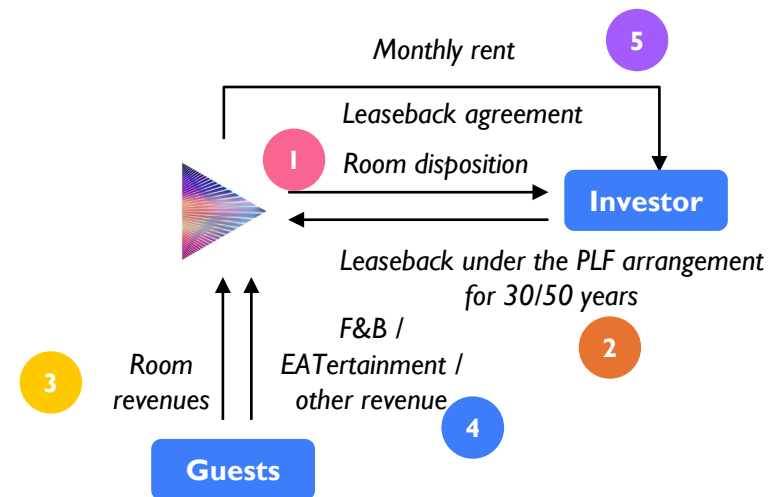 5
Monthly rent
Leaseback agreement
1
Room disposition
Investor
Leaseback under the PLF arrangement
for 30/50 years
2
F&B /
EATertainment /
other revenue
3
Room
revenues
4
Guests